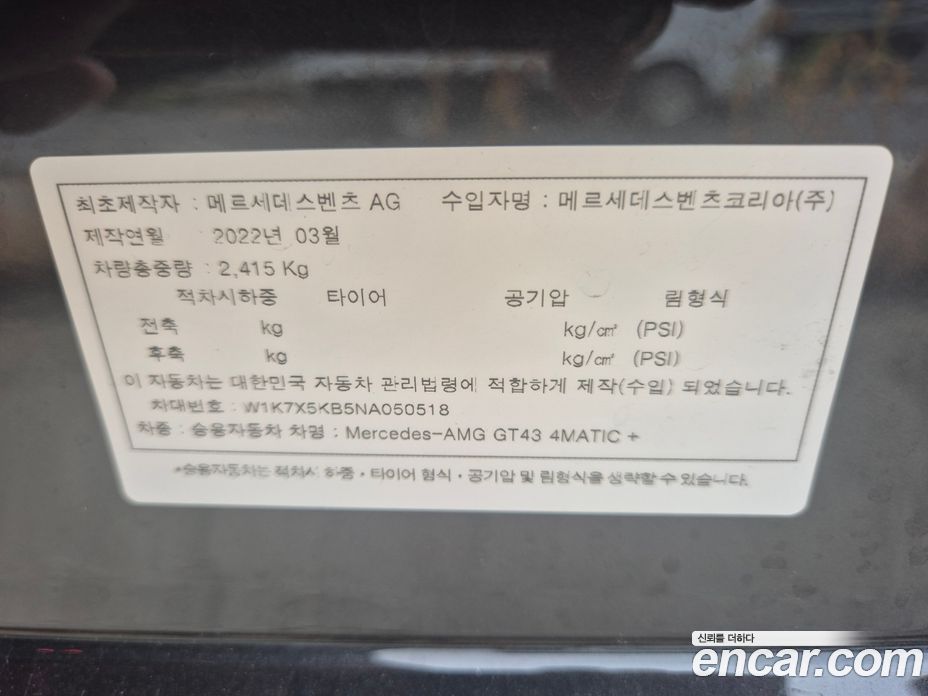 최초제작자 : 메르세데스벤츠 AG 수입자명 : 메르세데스벤츠코리아(주)
제작연월 2022년 03월
차량총중량 : 2,415 Kg
적차시하중 타이어 공기압 림형식
전축 kg kg/㎠ (PSI)
후축 kg kg/㎠ (PSI)
이 자동차는 대한민국 자동차 관리법령에 적합하게 제작(수입) 되었습니다.
차대번호 : W1K7X5KB5NA050518
차종 : 승용자동차 차명 : Mercedes-AMG GT43 4MATIC +
*승용자동차는 적차시 하중 · 타이어 형식 · 공기압 및 림형식을 생략할 수 있습니다.
신뢰를 더하다
encar.com